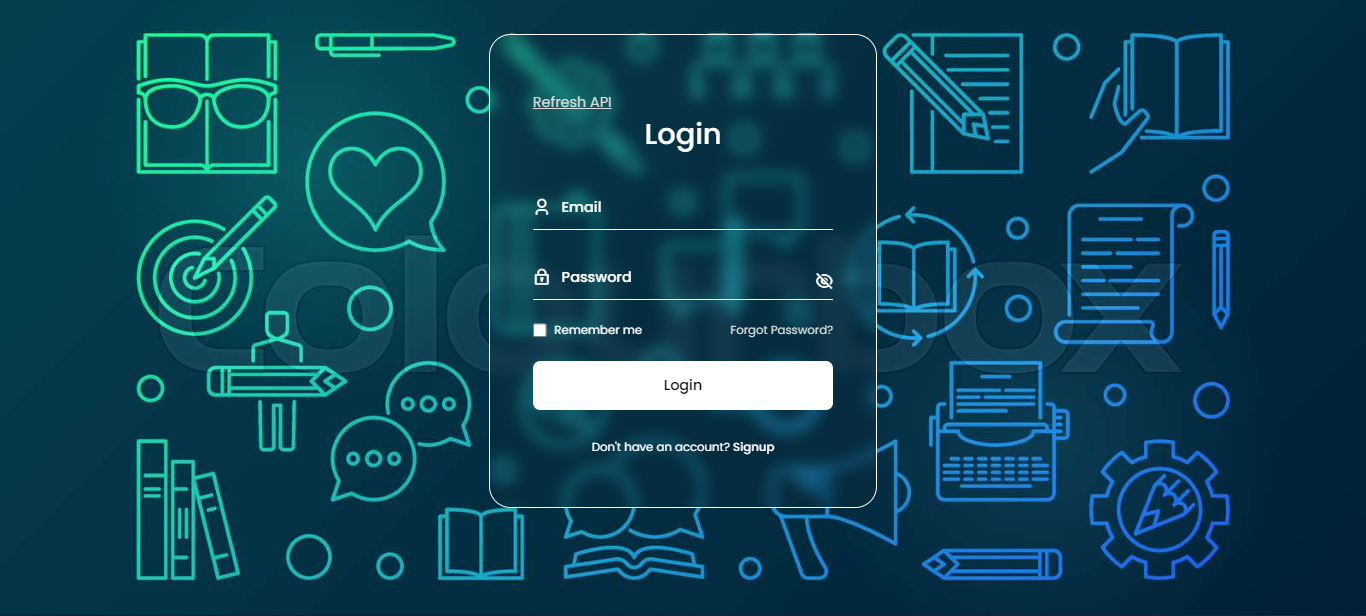 Refresh API
Login
Email
Password
Remember me
Forgot Password?
Login
Don't have an account? Signup